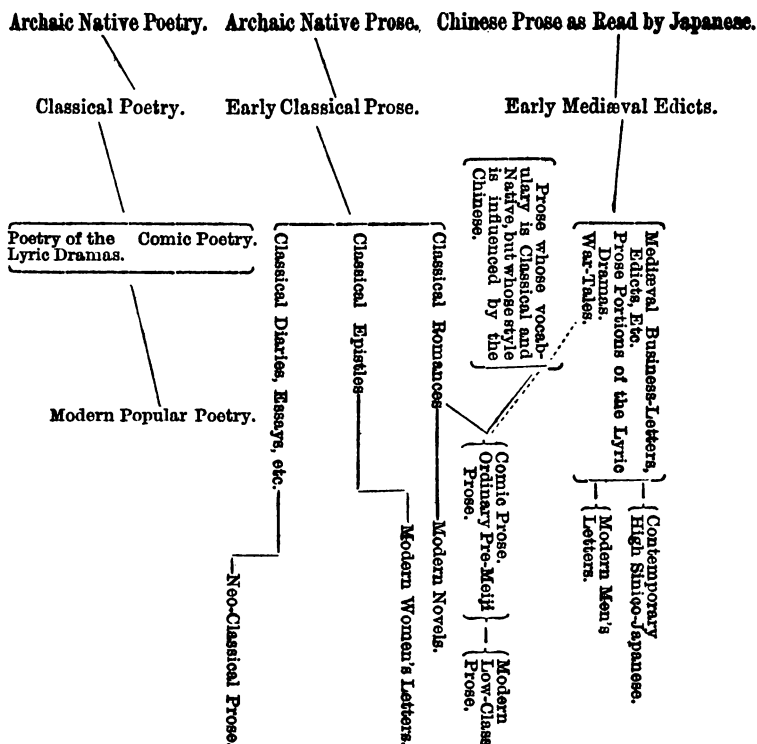 Archaic Native Poetry. Archaic Native Prose. Chinese Prose as Read by Japanese.
Classical Poetry. Early Classical Prose. Early Mediæval Edicts.
Poetry of the Lyric Dramas.
Comic Poetry.
Modern Popular Poetry.
Classical Diaries, Essays, etc.
Neo-Classical Prose.
Classical Epistles
Modern Women's Letters.
Classical Romances
Modern Novels.
Prose whose vocab-
ulary is Classical and
Native, but whose style
is influenced by the
Chinese.
Comic Prose.
Ordinary Pre-Meiji
Prose.
Modern
Low-Class
Prose.
Mediæval Business-Letters,
Edicts, Etc.
Prose Portions of the Lyric
Dramas.
War-Tales.
Contemporary
High Sinico-Japanese.
Modern Men's
Letters.